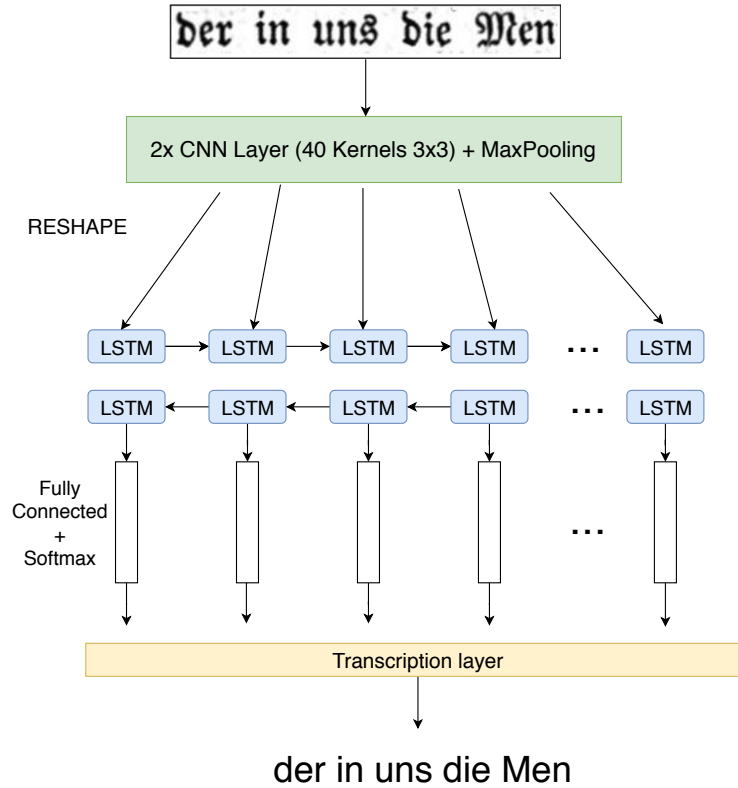 der in uns die Men
2x CNN Layer (40 Kernels 3x3) + MaxPooling
RESHAPE
LSTM LSTM LSTM LSTM ... LSTM
LSTM LSTM LSTM LSTM ... LSTM
Fully
Connected
+
Softmax
...
Transcription layer
der in uns die Men